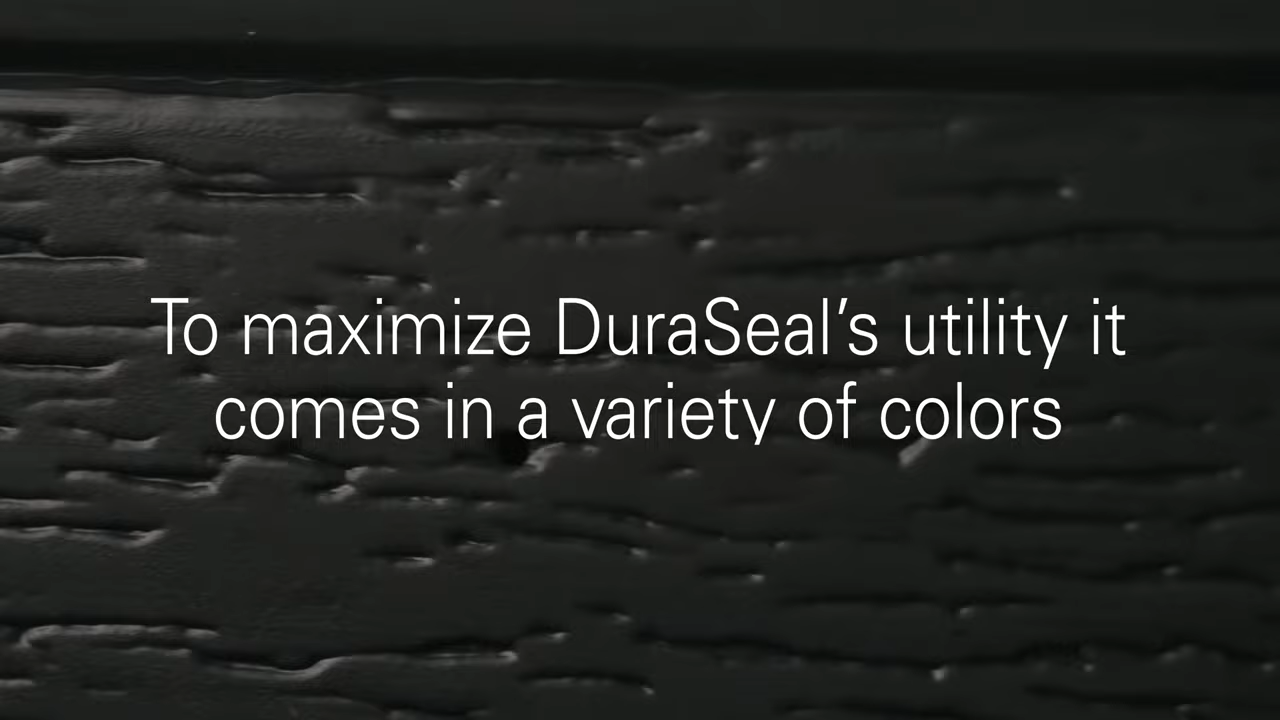 To maximize DuraSeal’s utility it
comes in a variety of colors